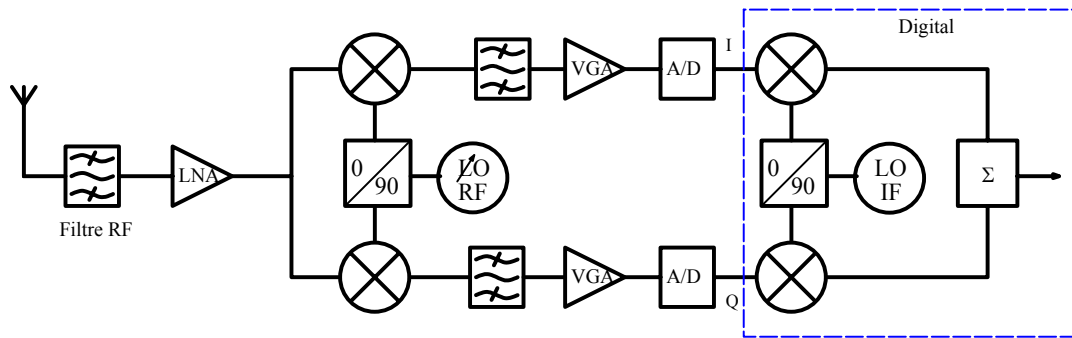 Digital
I
VGA
A/D
LNA
0
90
LO
RF
0
90
LO
IF
Σ
Filtre RF
VGA
A/D
Q